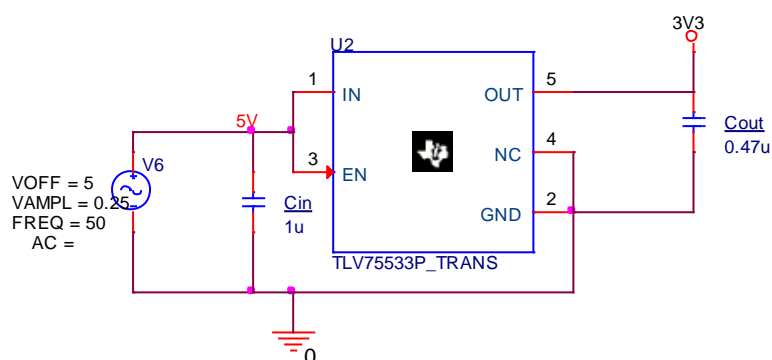 3V3
U2
1
IN
OUT
5
5V
Cout
0.47u
NC
4
V6
3
EN
VOFF = 5
VAMPL = 0.25
FREQ = 50
AC =
Cin
1u
GND
2
TLV75533P_TRANS
0